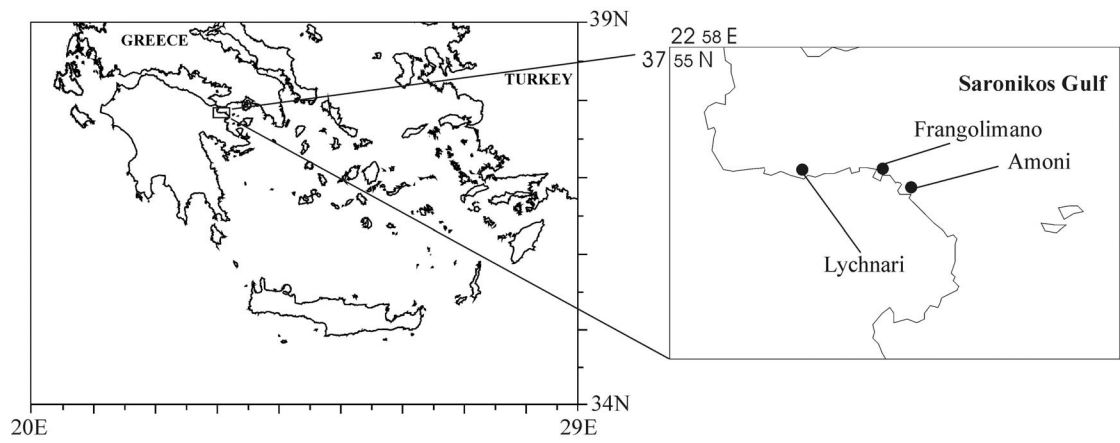 39N
GREECE
TURKEY
34N
20E
29E
22 58 E
37 55 N
Saronikos Gulf
Frangolimano
Amoni
Lychnari